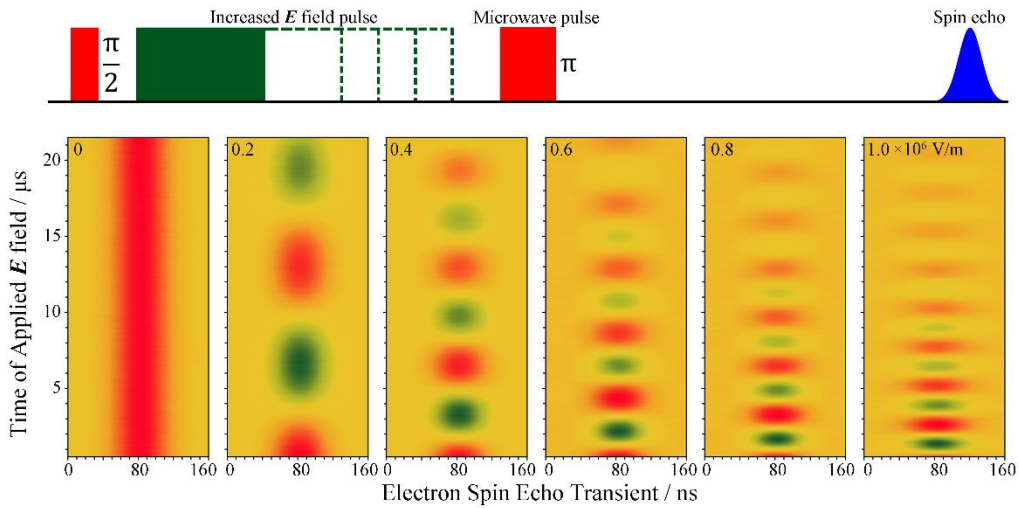 Increased E field pulse
Microwave pulse
Spin echo
π
2
π
0
0.2
0.4
0.6
0.8
1.0 ×10⁶ V/m
Time of Applied E field / μs
20
15
10
5
0 80 160 0 80 160 0 80 160 0 80 160 0 80 160 0 80 160
Electron Spin Echo Transient / ns